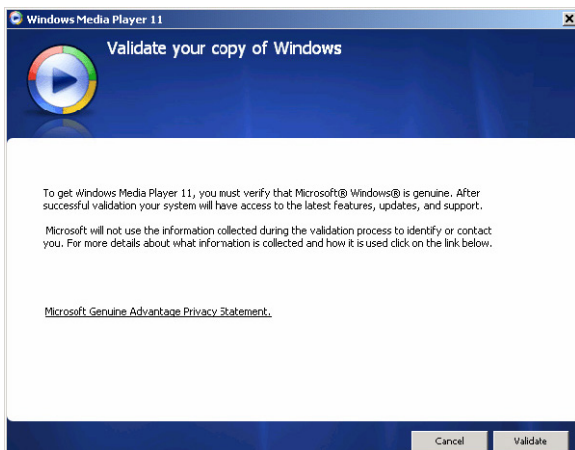 Windows Media Player 11
Validate your copy of Windows
To get Windows Media Player 11, you must verify that Microsoft® Windows® is genuine. After
successful validation your system will have access to the latest features, updates, and support.
Microsoft will not use the information collected during the validation process to identify or contact
you. For more details about what information is collected and how it is used click on the link below.
Microsoft Genuine Advantage Privacy Statement.
Cancel Validate